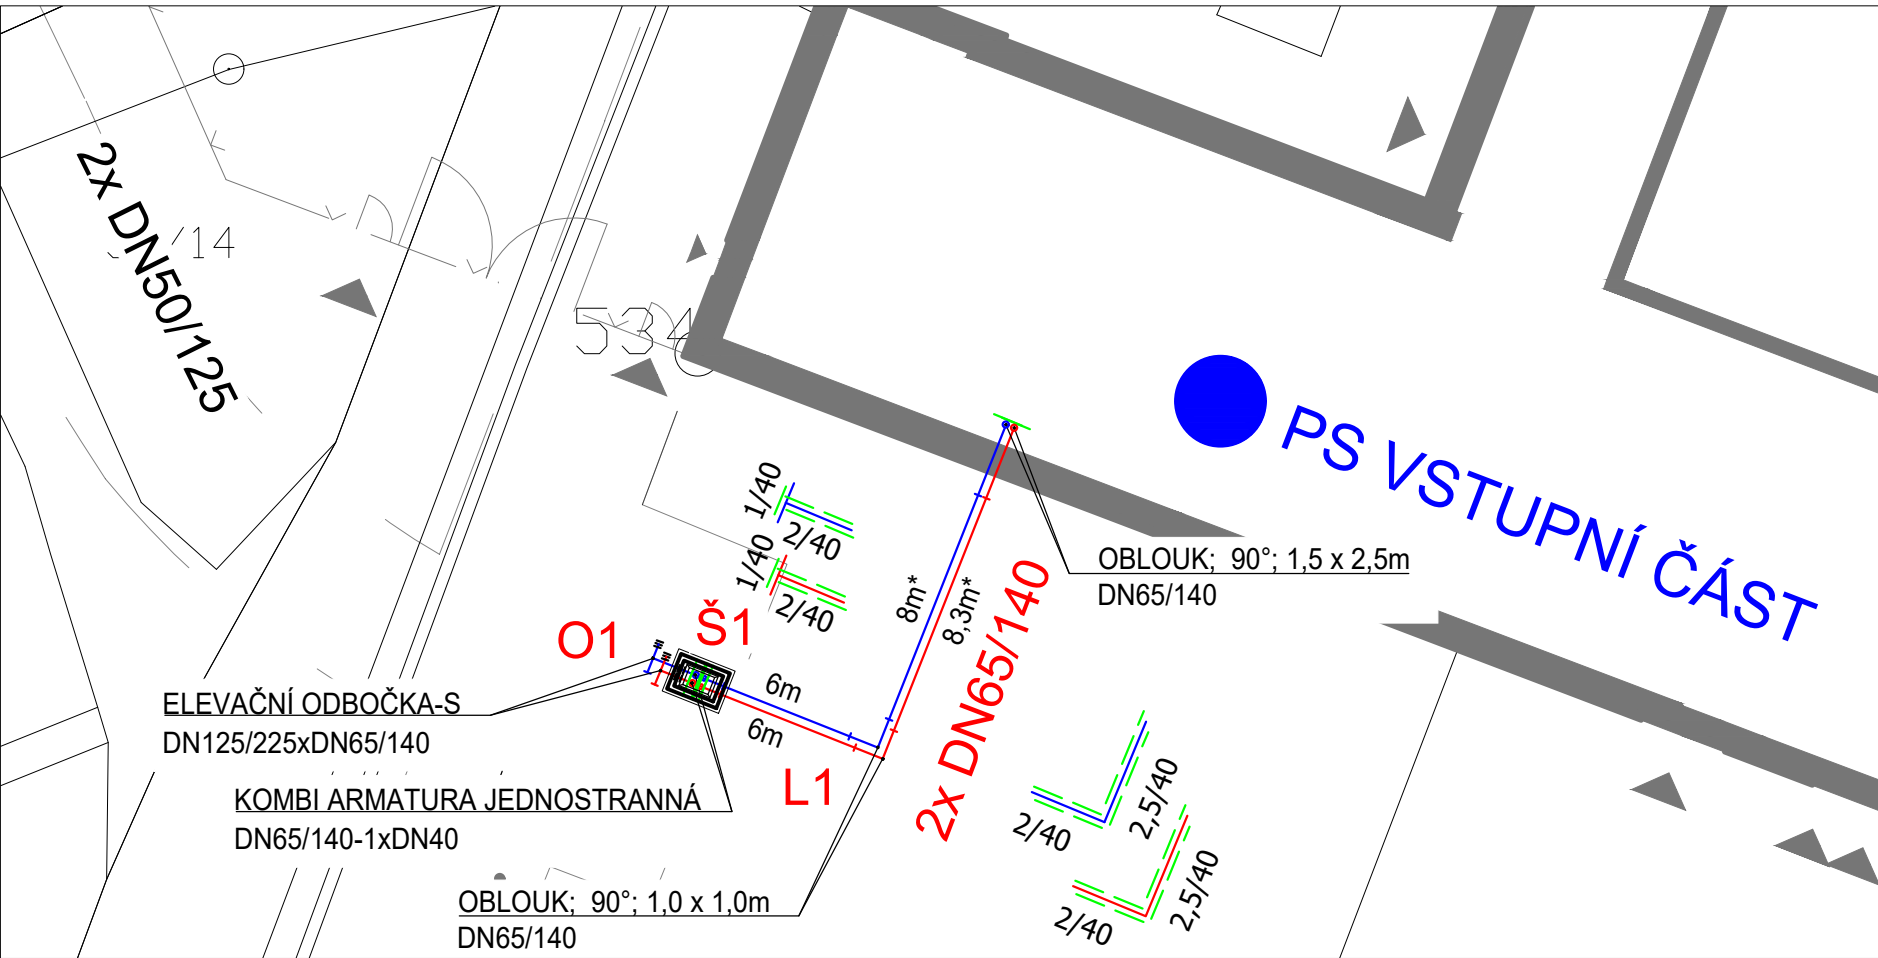 2x DN50/125
/14
534
PS VSTUPNÍ ČÁST
1/40
2/40
1/40
2/40
OBLOUK;  90°; 1,5 x 2,5m
DN65/140
8m*
8,3m*
2x DN65/140
O1
Š1
6m
6m
L1
ELEVAČNÍ ODBOČKA-S
DN125/225xDN65/140
KOMBI ARMATURA JEDNOSTRANNÁ
DN65/140-1xDN40
OBLOUK;  90°; 1,0 x 1,0m
DN65/140
2/40
2,5/40
2/40
2,5/40